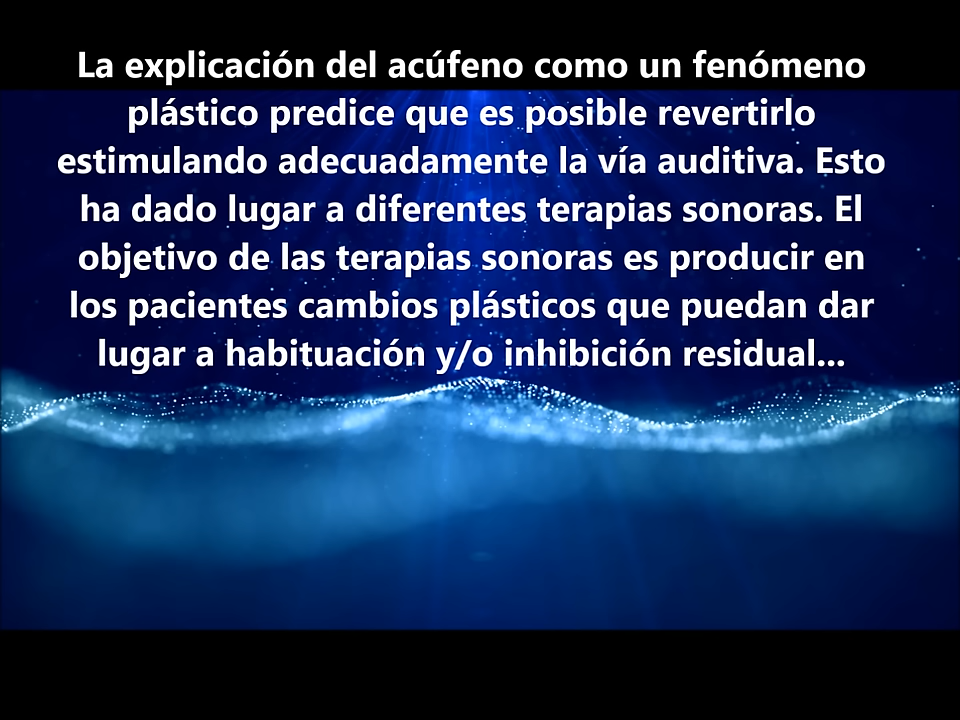 La explicación del acúfeno como un fenómeno
plástico predice que es posible revertirlo
estimulando adecuadamente la vía auditiva. Esto
ha dado lugar a diferentes terapias sonoras. El
objetivo de las terapias sonoras es producir en
los pacientes cambios plásticos que puedan dar
lugar a habituación y/o inhibición residual...